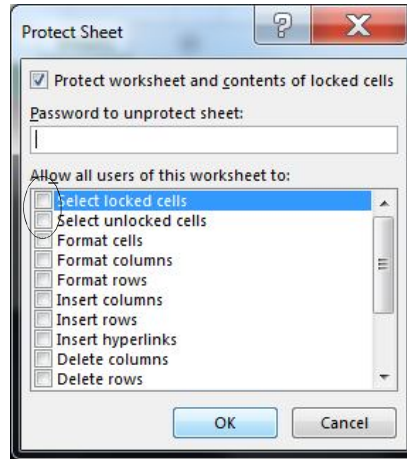 Protect Sheet
Protect worksheet and contents of locked cells
Password to unprotect sheet:
Allow all users of this worksheet to:
Select locked cells
Select unlocked cells
Format cells
Format columns
Format rows
Insert columns
Insert rows
Insert hyperlinks
Delete columns
Delete rows
OK Cancel